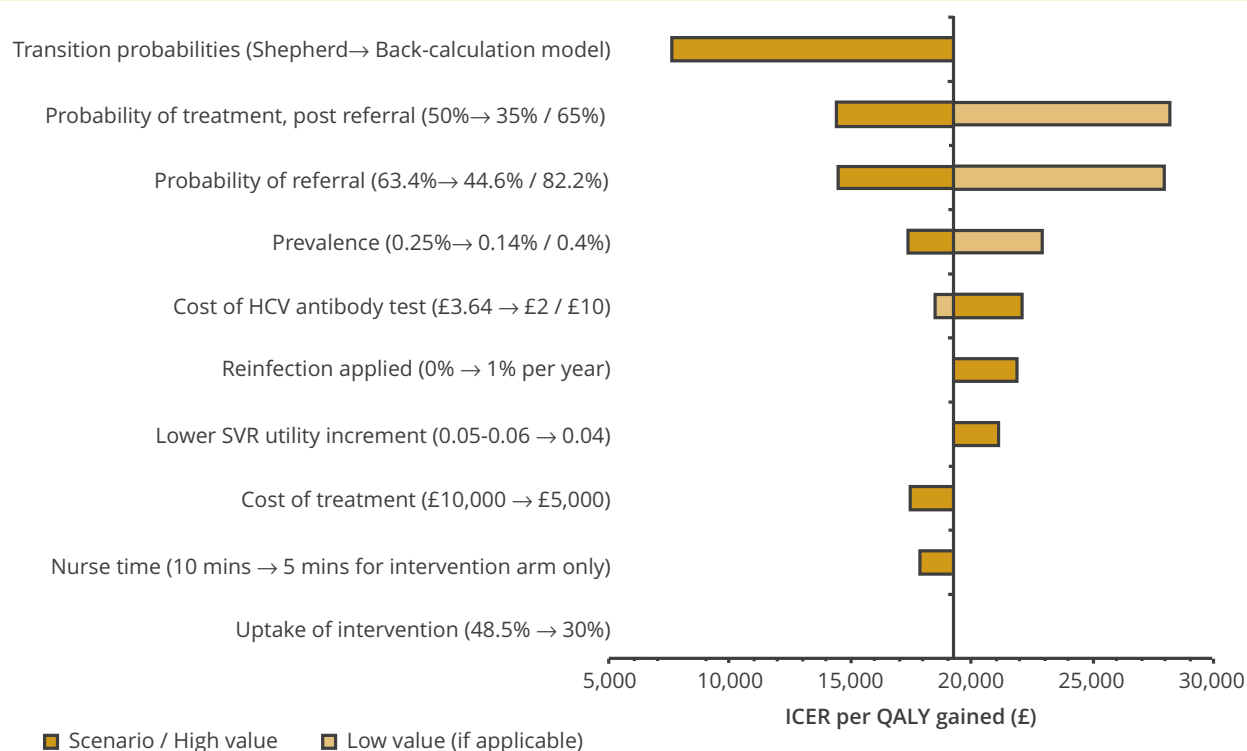 Transition probabilities (Shepherd→ Back-calculation model)
Probability of treatment, post referral (50%→ 35% / 65%)
Probability of referral (63.4%→ 44.6% / 82.2%)
Prevalence (0.25%→ 0.14% / 0.4%)
Cost of HCV antibody test (£3.64 → £2 / £10)
Reinfection applied (0% → 1% per year)
Lower SVR utility increment (0.05-0.06 → 0.04)
Cost of treatment (£10,000 → £5,000)
Nurse time (10 mins → 5 mins for intervention arm only)
Uptake of intervention (48.5% → 30%)
5,000 10,000 15,000 20,000 25,000 30,000
ICER per QALY gained (£)
Scenario / High value Low value (if applicable)